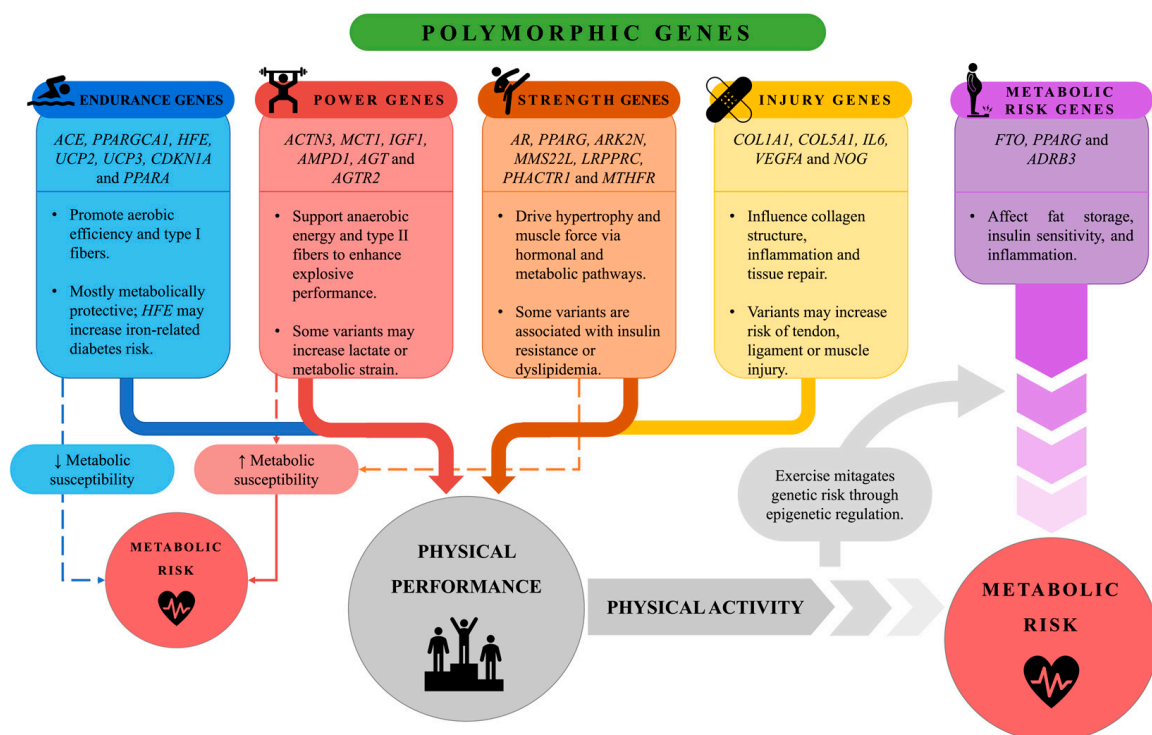 POLYMORPHIC GENES
ENDURANCE GENES
ACE, PPARGCA1, HFE,
UCP2, UCP3, CDKN1A
and PPARA
• Promote aerobic
efficiency and type I
fibers.
• Mostly metabolically
protective; HFE may
increase iron-related
diabetes risk.
POWER GENES
ACTN3, MCT1, IGF1,
AMPD1, AGT and
AGTR2
• Support anaerobic
energy and type II
fibers to enhance
explosive
performance.
• Some variants may
increase lactate or
metabolic strain.
STRENGTH GENES
AR, PPARG, ARK2N,
MMS22L, LRPPRC,
PHACTR1 and MTHFR
• Drive hypertrophy and
muscle force via
hormonal and
metabolic pathways.
• Some variants are
associated with insulin
resistance or
dyslipidemia.
INJURY GENES
COL1A1, COL5A1, IL6,
VEGFA and NOG
• Influence collagen
structure,
inflammation and
tissue repair.
• Variants may increase
risk of tendon,
ligament or muscle
injury.
METABOLIC
RISK GENES
FTO, PPARG and
ADRB3
• Affect fat storage,
insulin sensitivity, and
inflammation.
↓ Metabolic
susceptibility
↑ Metabolic
susceptibility
METABOLIC
RISK
PHYSICAL
PERFORMANCE
Exercise mitagates
genetic risk through
epigenetic regulation.
PHYSICAL ACTIVITY
METABOLIC
RISK